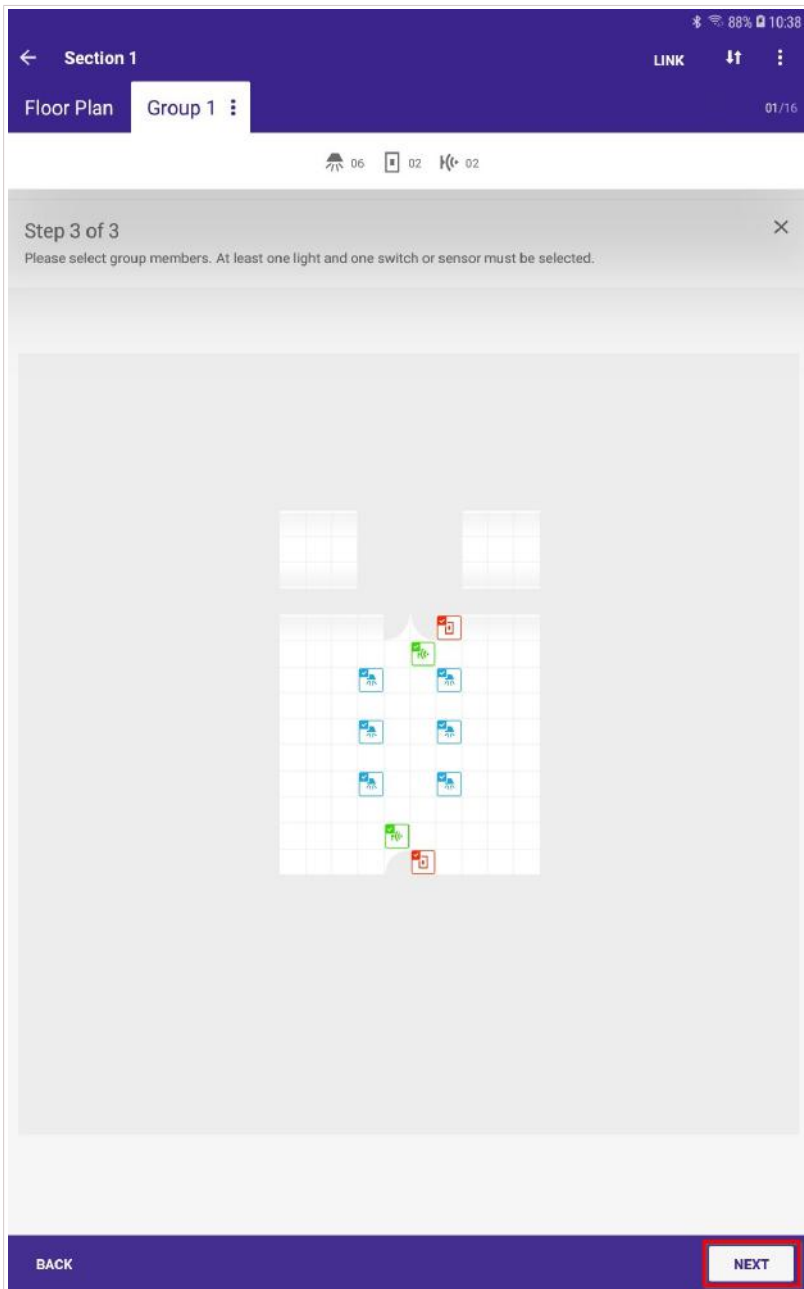 88% 10:38
Section 1 LINK
Floor Plan Group 1 01/16
06 02 02
Step 3 of 3
Please select group members. At least one light and one switch or sensor must be selected.
BACK NEXT